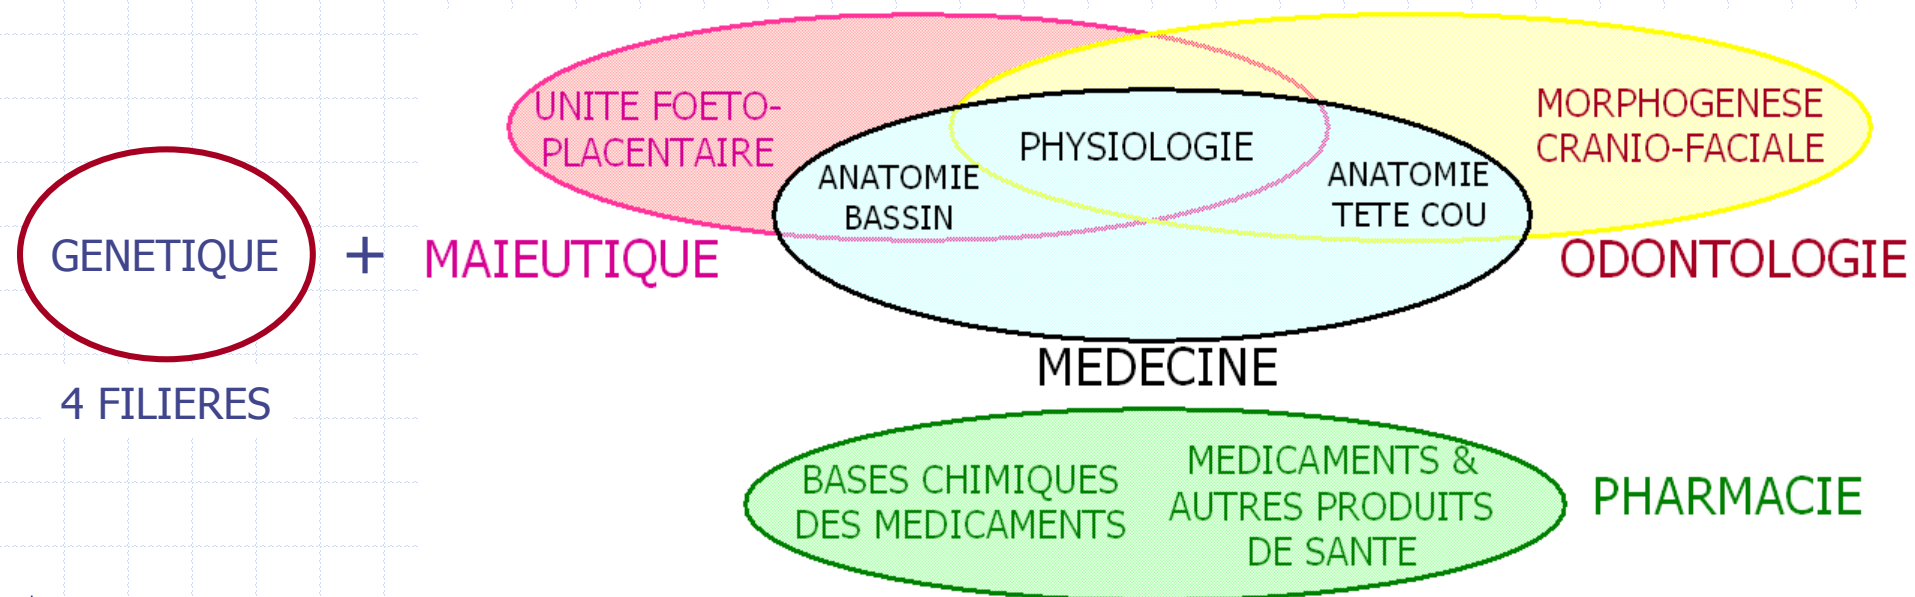 GENETIQUE
4 FILIERES
+
MAIEUTIQUE
UNITE FOETO-
PLACENTAIRE
ANATOMIE
BASSIN
PHYSIOLOGIE
ANATOMIE
TETE COU
MORPHOGENESE
CRANIO-FACIALE
ODONTOLOGIE
MEDECINE
BASES CHIMIQUES
DES MEDICAMENTS
MEDICAMENTS &
AUTRES PRODUITS
DE SANTE
PHARMACIE